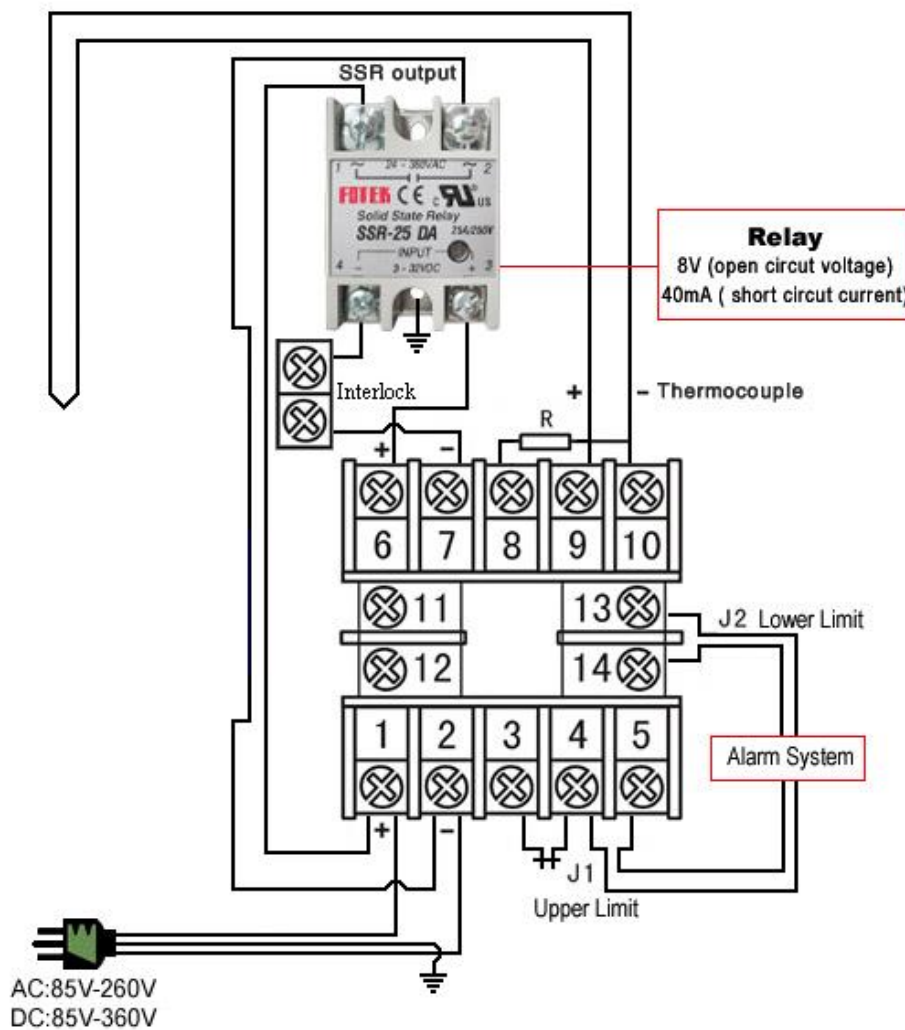 SSR output
1 ~ 24 - 380VAC ~ 2
FOTEK CE c RU® US
Solid State Relay
SSR-25 DA 25A/250V
INPUT
4 - 3 - 32VDC + 3
Relay
8V (open circut voltage)
40mA ( short circut current)
Interlock
+ - Thermocouple
R
+ -
6 7 8 9 10
11 13
J2 Lower Limit
12 14
1 2 3 4 5
Alarm System
+ -
J1
Upper Limit
AC:85V-260V
DC:85V-360V